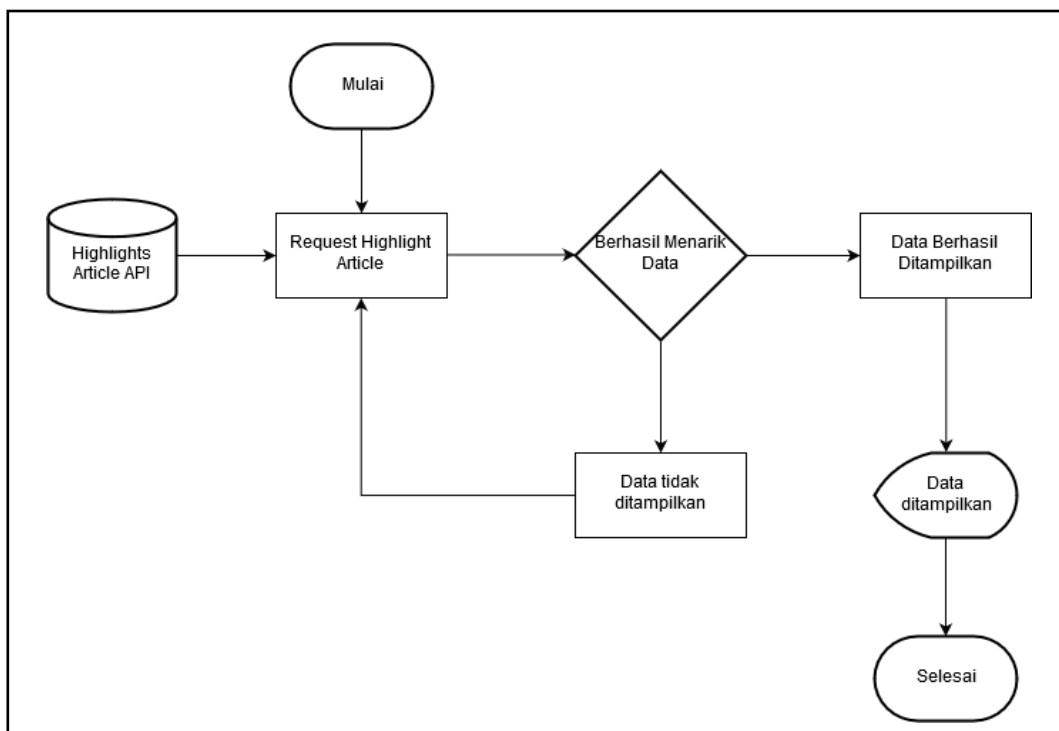 Mulai
Highlights
Article API
Request Highlight
Article
Berhasil Menarik
Data
Data Berhasil
Ditampilkan
Data tidak
ditampilkan
Data
ditampilkan
Selesai